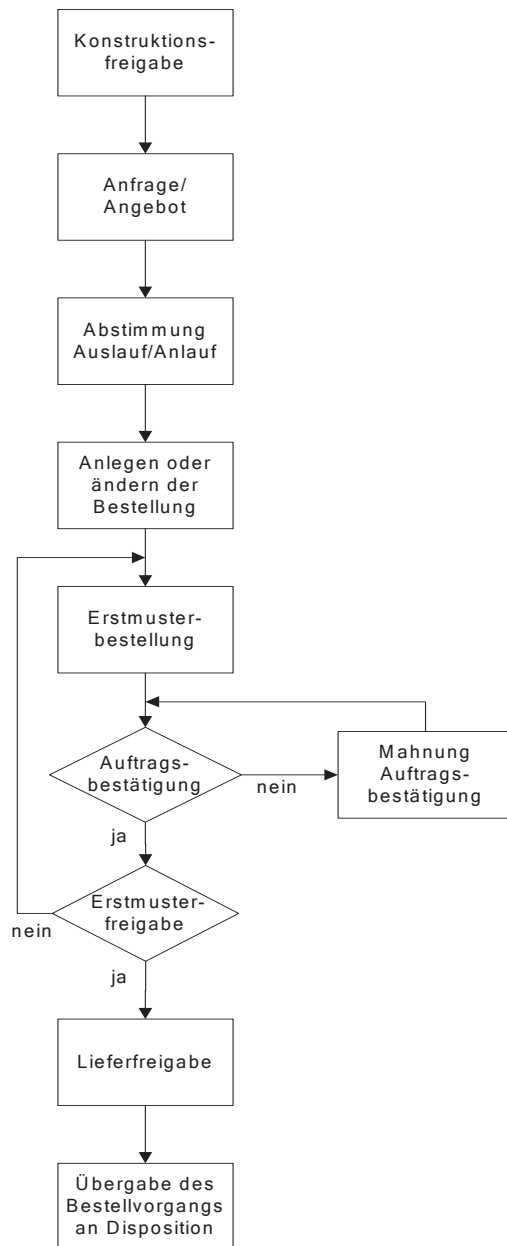 Konstruktions-
freigabe
Anfrage/
Angebot
Abstimmung
Auslauf/Anlauf
Anlegen oder
ändern der
Bestellung
Erstmuster-
bestellung
Auftrags-
bestätigung
nein
Mahnung
Auftrags-
bestätigung
ja
Erstmuster-
freigabe
nein
ja
Lieferfreigabe
Übergabe des
Bestellvorgangs
an Disposition